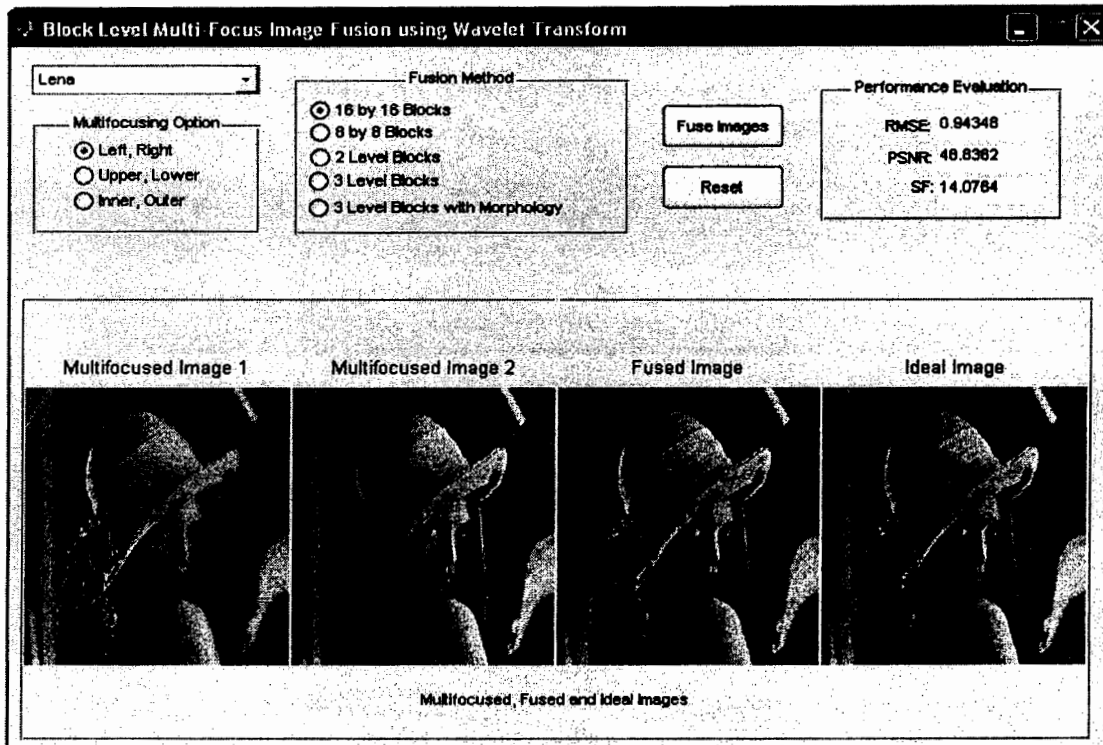 Block Level Multi-Focus Image Fusion using Wavelet Transform
Lena
Multifocusing Option
Left, Right
Upper, Lower
Inner, Outer
Fusion Method
16 by 16 Blocks
8 by 8 Blocks
2 Level Blocks
3 Level Blocks
3 Level Blocks with Morphology
Fuse Images
Reset
Performance Evaluation
RMSE: 0.94348
PSNR: 48.6362
SF: 14.0764
Multifocused Image 1
Multifocused Image 2
Fused Image
Ideal Image
Multifocused, Fused and Ideal Images